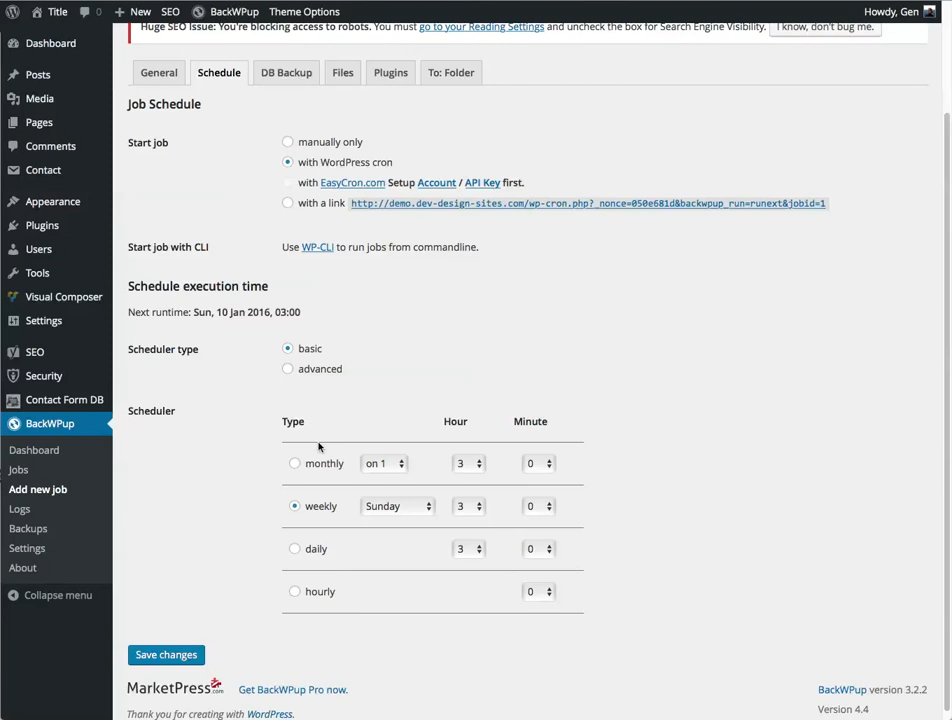 Title 0 + New SEO BackWPup Theme Options Howdy, Gen
Huge SEO Issue: You're blocking access to robots. You must go to your Reading Settings and uncheck the box for Search Engine Visibility. I know, don't bug me.
Dashboard
Posts
Media
Pages
Comments
Contact
Appearance
Plugins
Users
Tools
Visual Composer
Settings
SEO
Security
Contact Form DB
BackWPup
Dashboard
Jobs
Add new job
Logs
Backups
Settings
About
Collapse menu
General Schedule DB Backup Files Plugins To: Folder
Job Schedule
Start job
manually only
with WordPress cron
with EasyCron.com Setup Account / API Key first.
with a link http://demo.dev-design-sites.com/wp-cron.php?_nonce=050e681d&backwpup_run=runext&jobid=1
Start job with CLI Use WP-CLI to run jobs from commandline.
Schedule execution time
Next runtime: Sun, 10 Jan 2016, 03:00
Scheduler type
basic
advanced
Scheduler
Type Hour Minute
monthly on 1 3 0
weekly Sunday 3 0
daily 3 0
hourly 0
Save changes
MarketPress.com Get BackWPup Pro now. BackWPup version 3.2.2
Thank you for creating with WordPress. Version 4.4